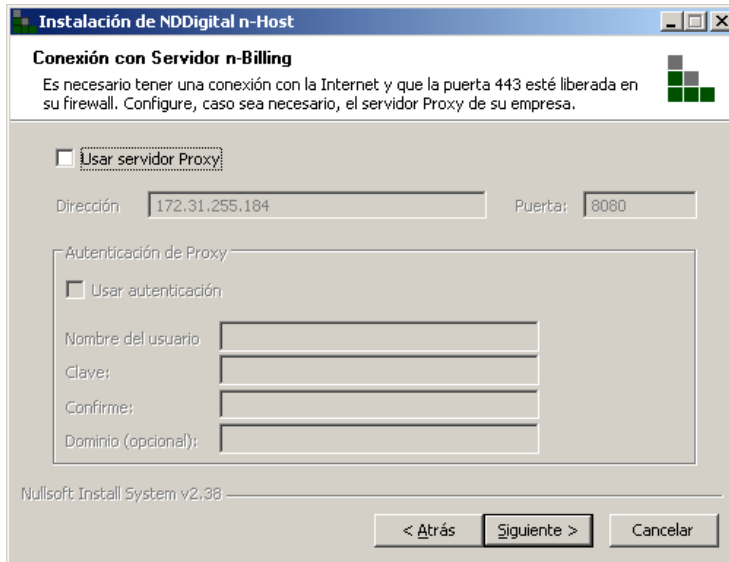 Instalación de NDDigital n-Host
Conexión con Servidor n-Billing
Es necesario tener una conexión con la Internet y que la puerta 443 esté liberada en
su firewall. Configure, caso sea necesario, el servidor Proxy de su empresa.
Usar servidor Proxy
Dirección 172.31.255.184 Puerta: 8080
Autenticación de Proxy
Usar autenticación
Nombre del usuario
Clave:
Confirme:
Dominio (opcional):
Nullsoft Install System v2.38
< Atrás Siguiente > Cancelar